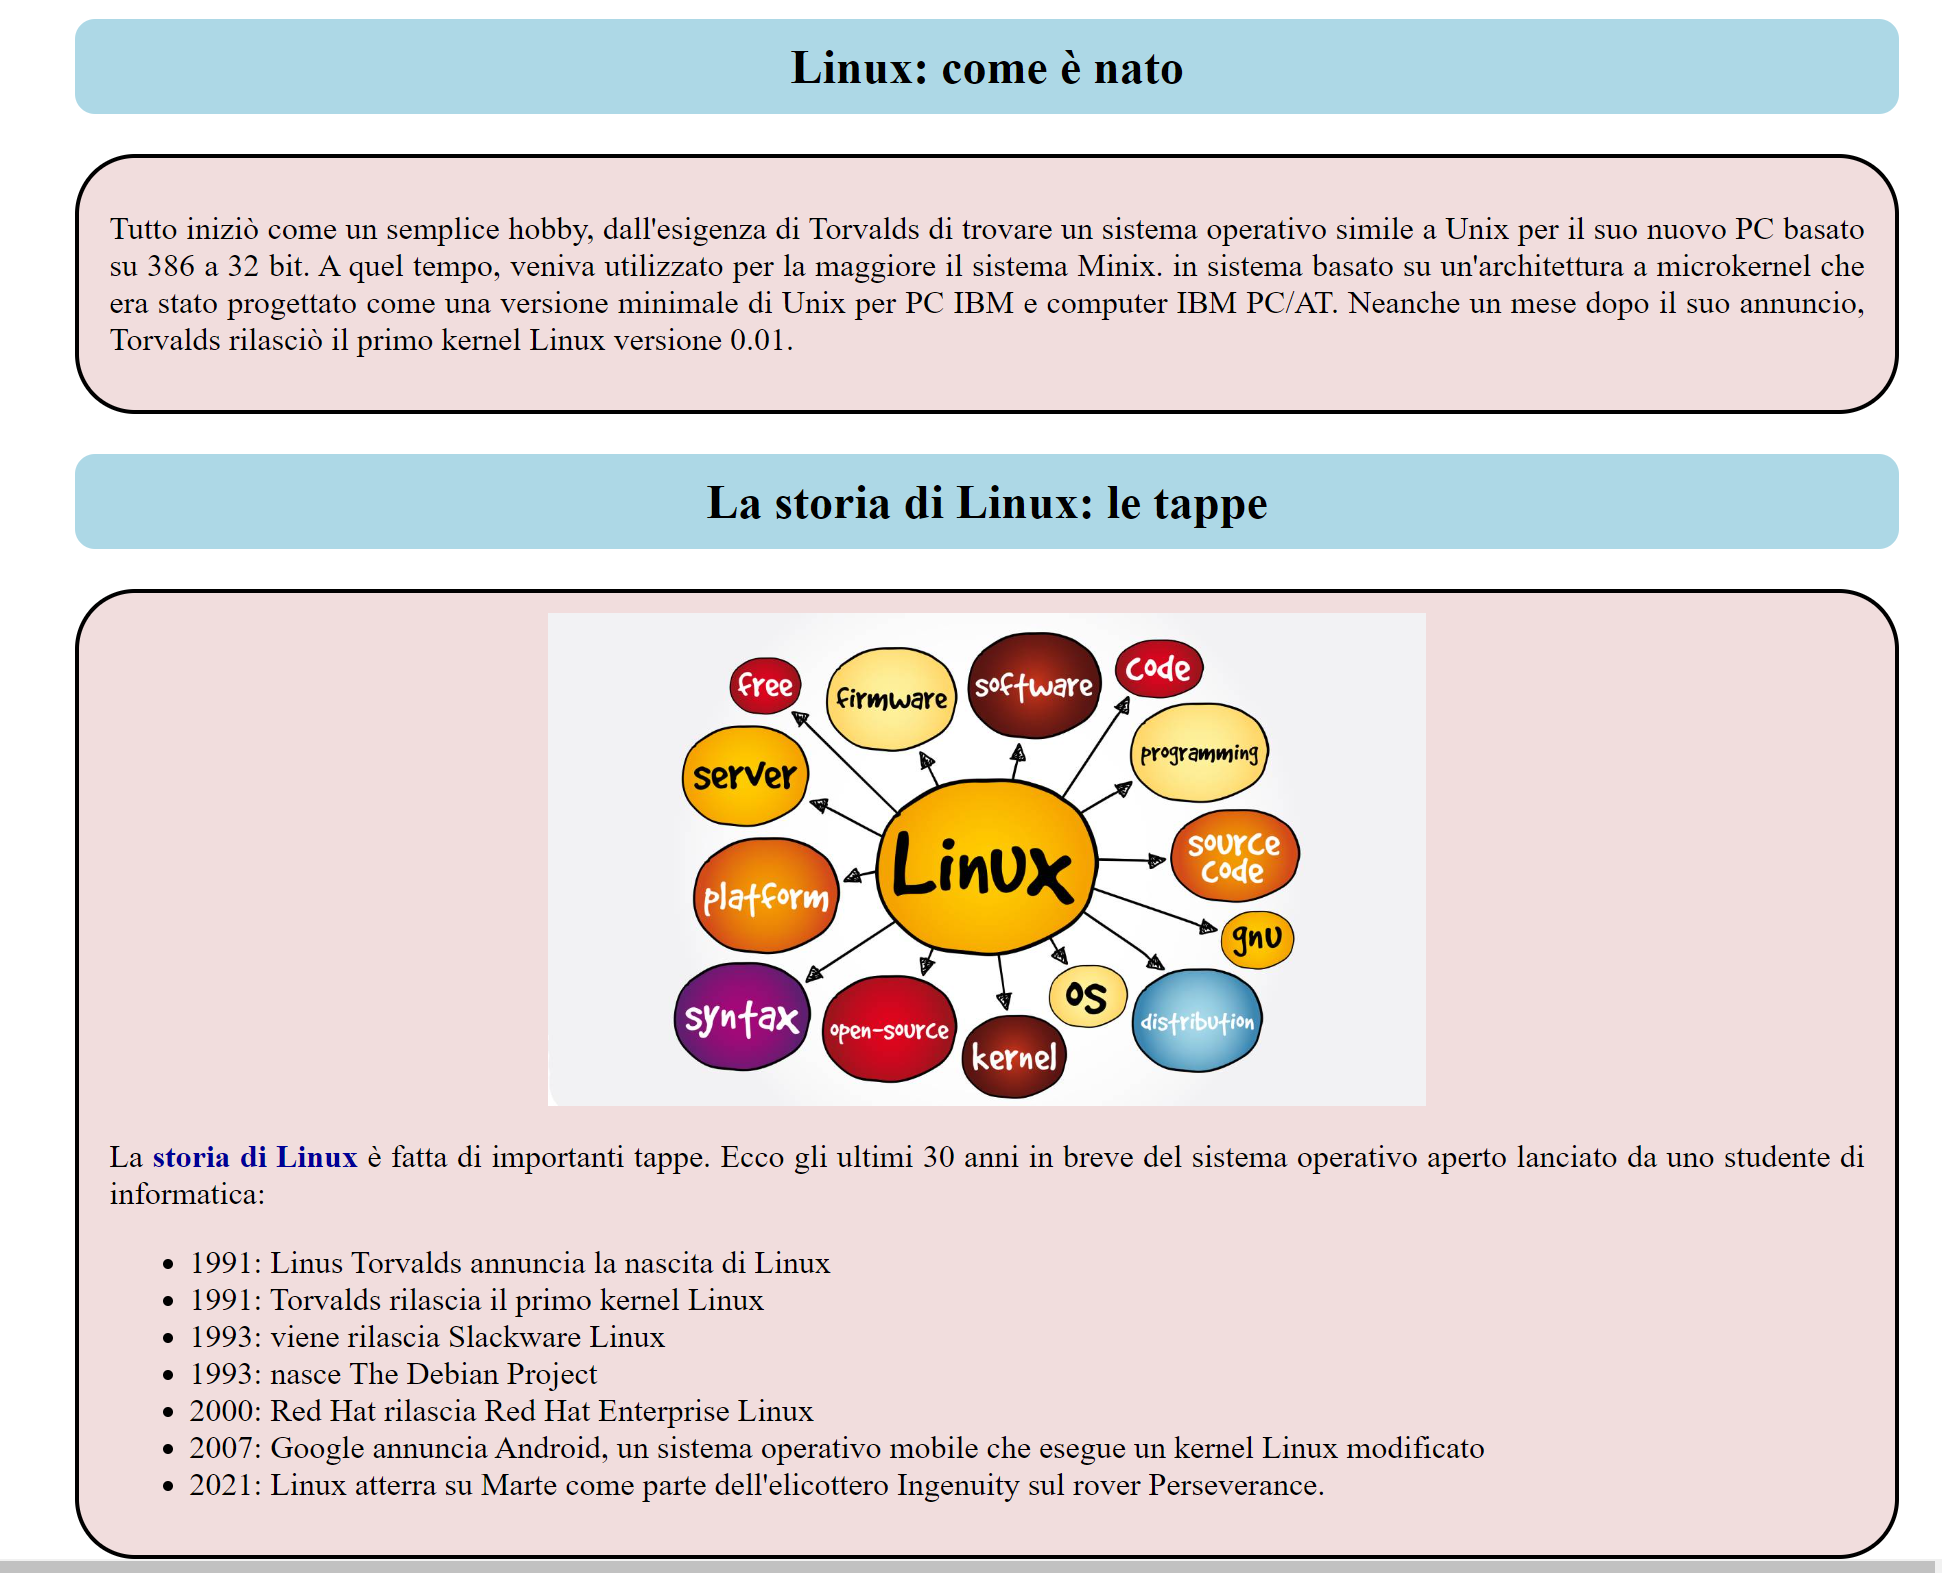 Linux: come è nato
Tutto iniziò come un semplice hobby, dall'esigenza di Torvalds di trovare un sistema operativo simile a Unix per il suo nuovo PC basato
su 386 a 32 bit. A quel tempo, veniva utilizzato per la maggiore il sistema Minix. in sistema basato su un'architettura a microkernel che
era stato progettato come una versione minimale di Unix per PC IBM e computer IBM PC/AT. Neanche un mese dopo il suo annuncio,
Torvalds rilasciò il primo kernel Linux versione 0.01.
La storia di Linux: le tappe
free
firmware
software
code
server
programming
Linux
source
code
platform
gnu
syntax
open-source
kernel
os
distribution
La storia di Linux è fatta di importanti tappe. Ecco gli ultimi 30 anni in breve del sistema operativo aperto lanciato da uno studente di
informatica:
• 1991: Linus Torvalds annuncia la nascita di Linux
• 1991: Torvalds rilascia il primo kernel Linux
• 1993: viene rilascia Slackware Linux
• 1993: nasce The Debian Project
• 2000: Red Hat rilascia Red Hat Enterprise Linux
• 2007: Google annuncia Android, un sistema operativo mobile che esegue un kernel Linux modificato
• 2021: Linux atterra su Marte come parte dell'elicottero Ingenuity sul rover Perseverance.